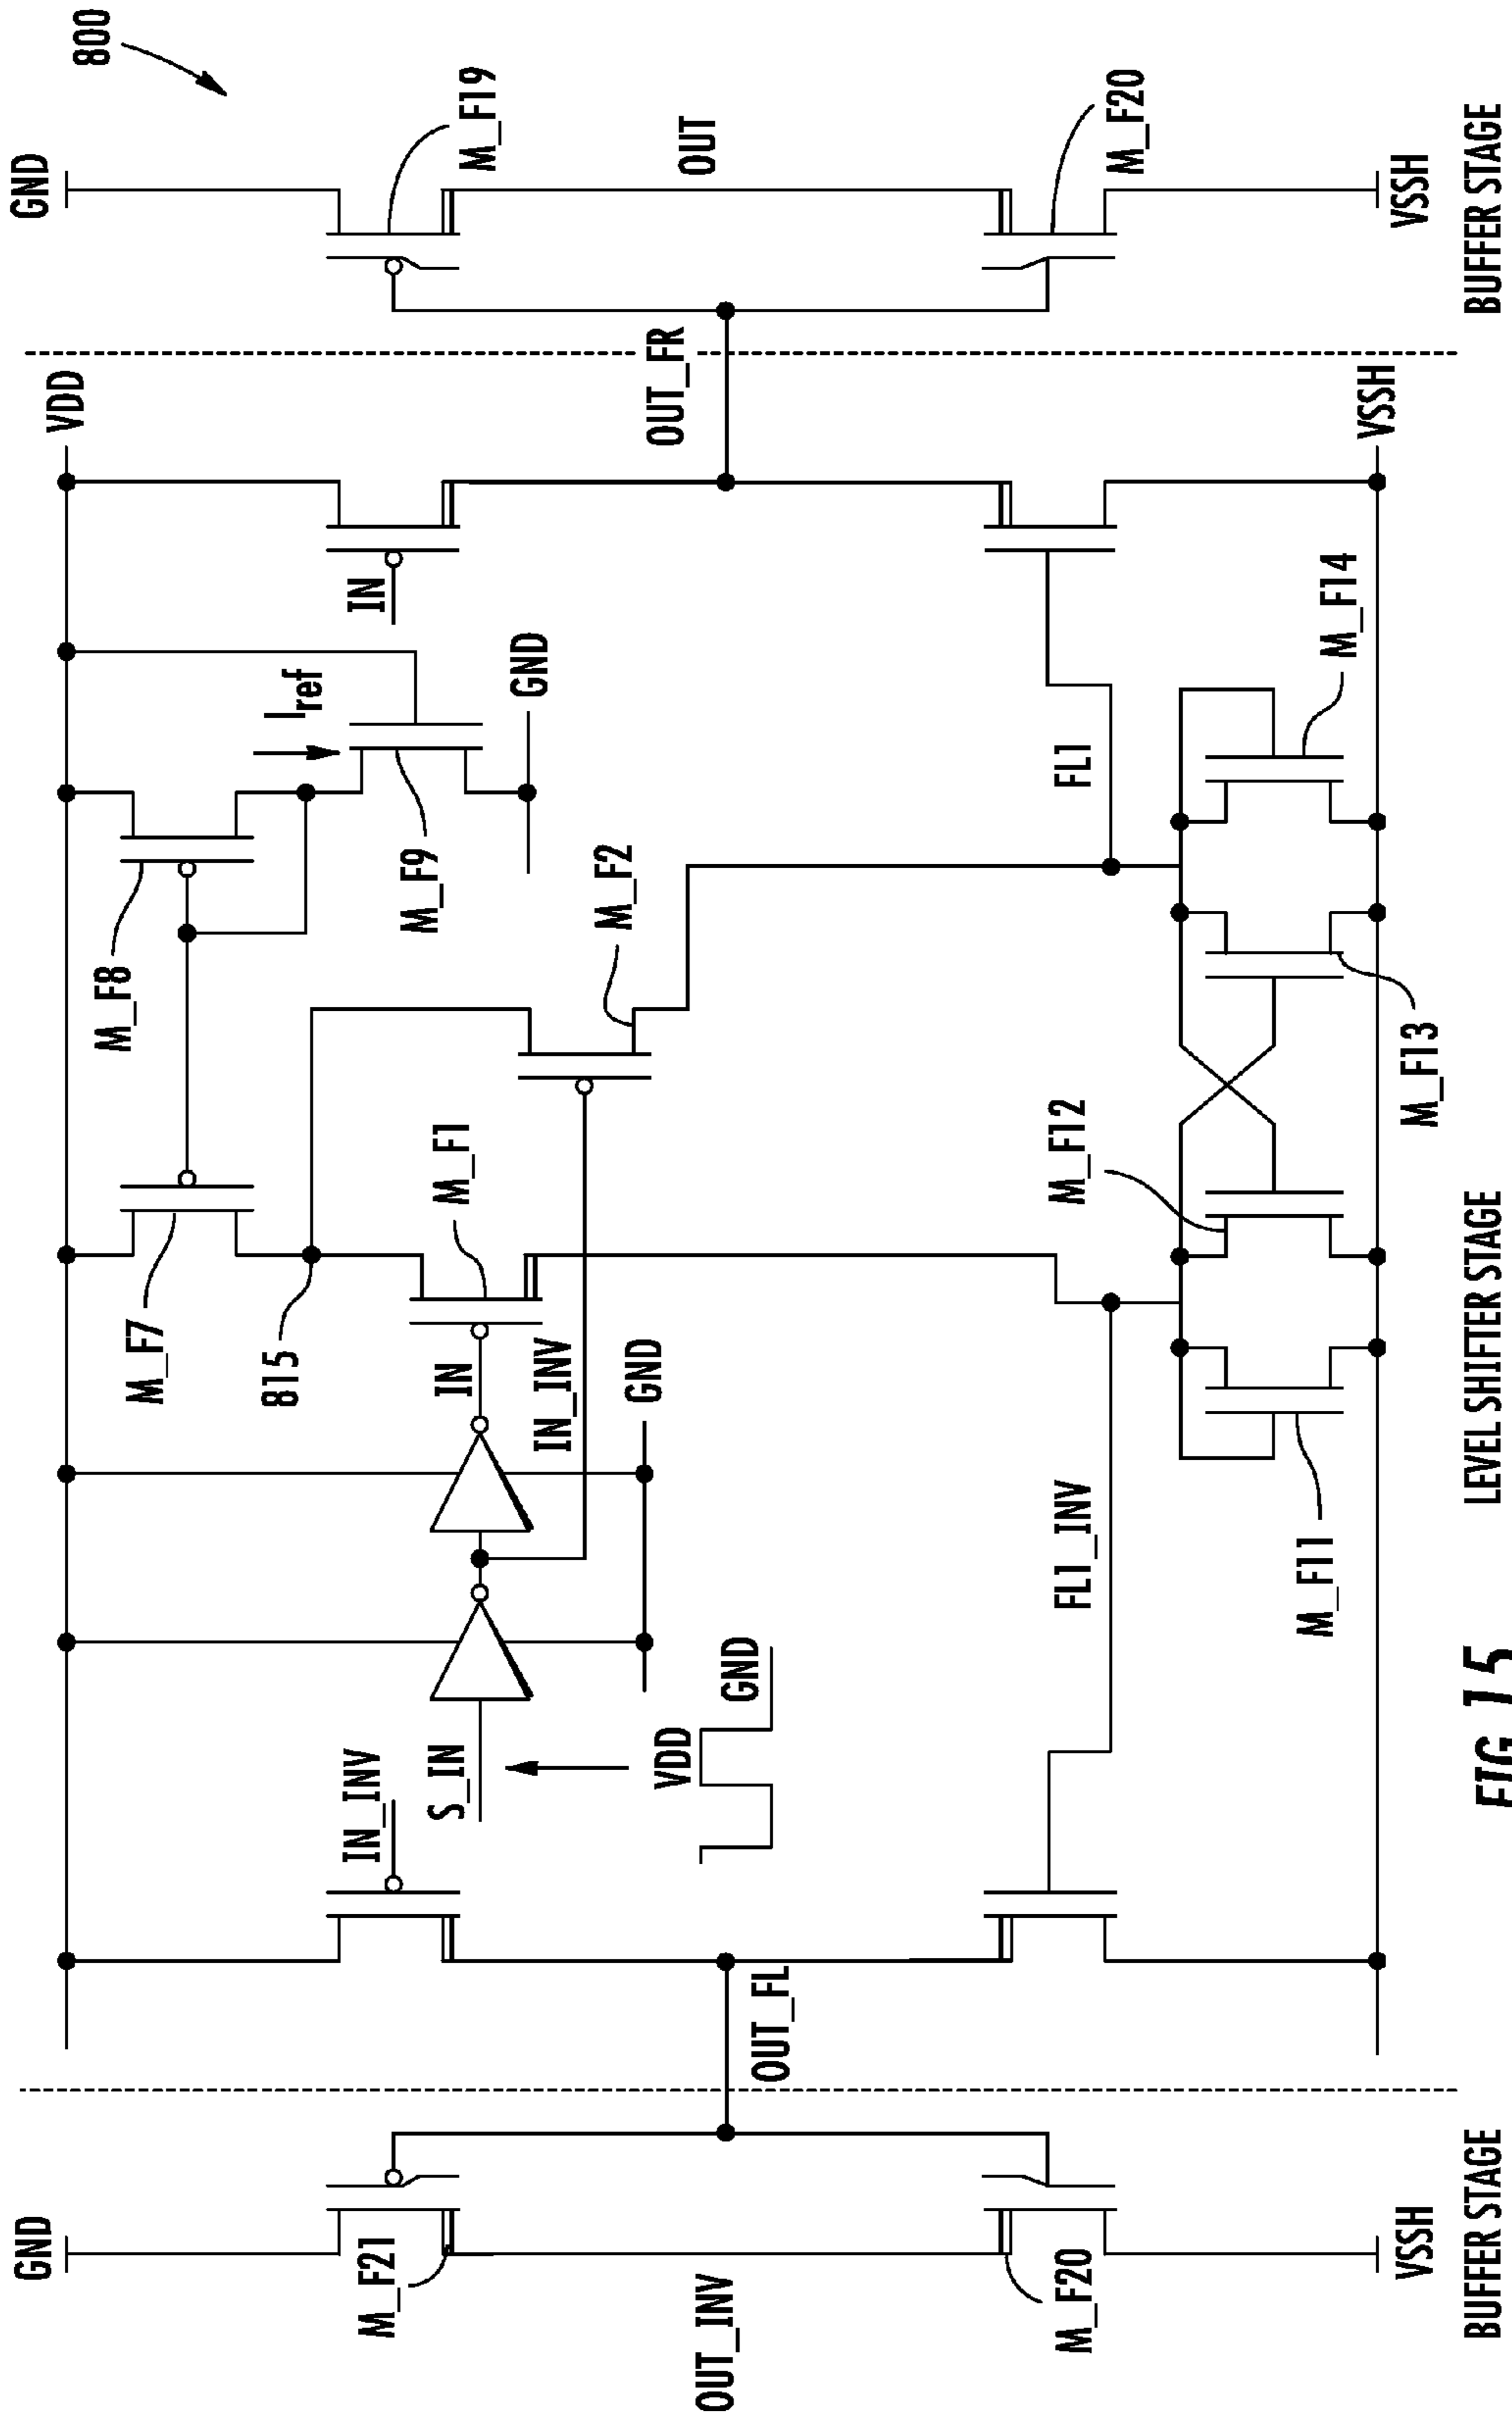 GND
GND
VDD
800
M_F8
M_F7
815
Iref
IN_INV
IN
M_F21
M_F9
S_IN
IN
M_F1
M_F19
GND
IN_INV
M_F2
GND
OUT_FR
VDD
OUT
OUT_INV
GND
OUT_FL
FL1_INV
FL1
M_F12
M_F20
M_F20
M_F11
M_F14
VSSH
VSSH
VSSH
M_F13
BUFFER STAGE
LEVEL SHIFTER STAGE
BUFFER STAGE
FIG 15